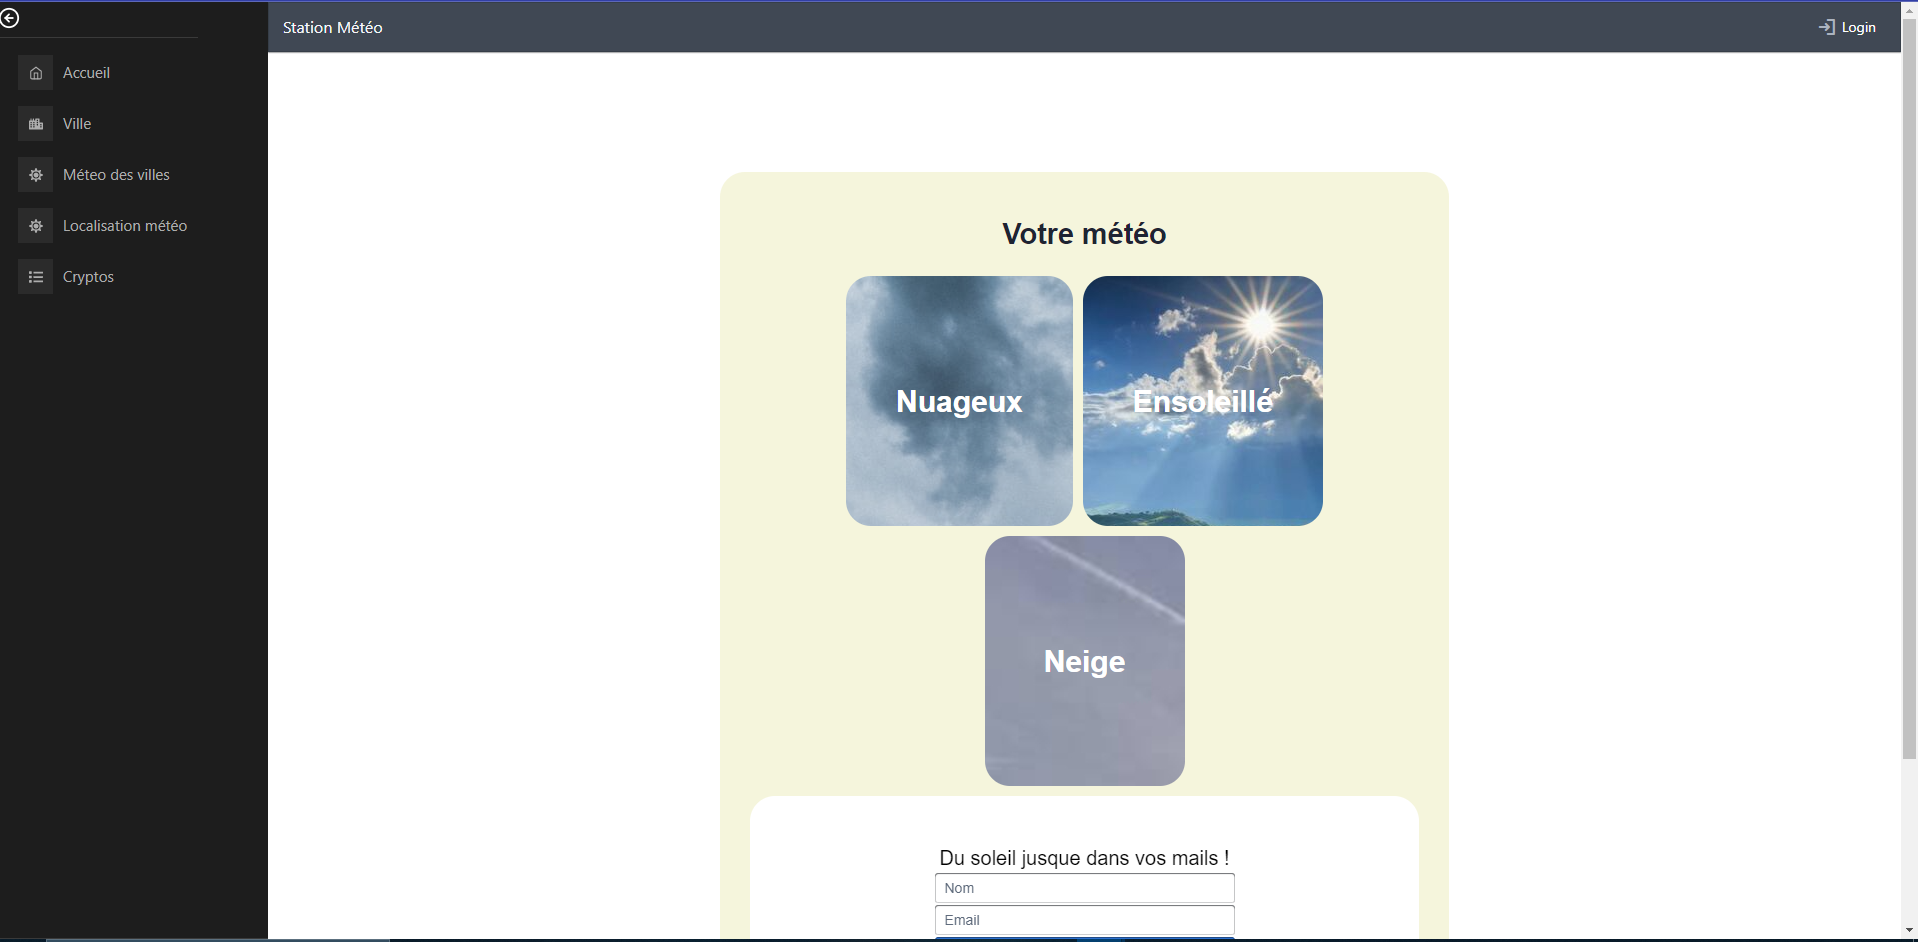 Station Météo
Login
Accueil
Ville
Méteo des villes
Localisation météo
Cryptos
Votre météo
Nuageux
Ensoleillé
Neige
Du soleil jusque dans vos mails !
Nom
Email